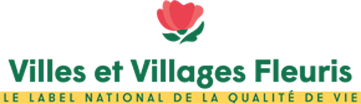 Villes et Villages Fleuris
LE LABEL NATIONAL DE LA QUALITÉ DE VIE